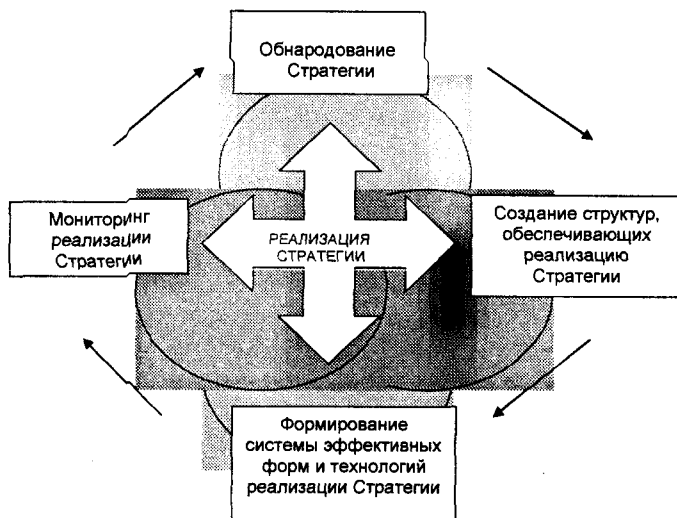 Обнародование
Стратегии
Мониторинг
реализации
Стратегии
РЕАЛИЗАЦИЯ
СТРАТЕГИИ
Создание структур,
обеспечивающих
реализацию
Стратегии
Формирование
системы эффективных
форм и технологий
реализации Стратегии